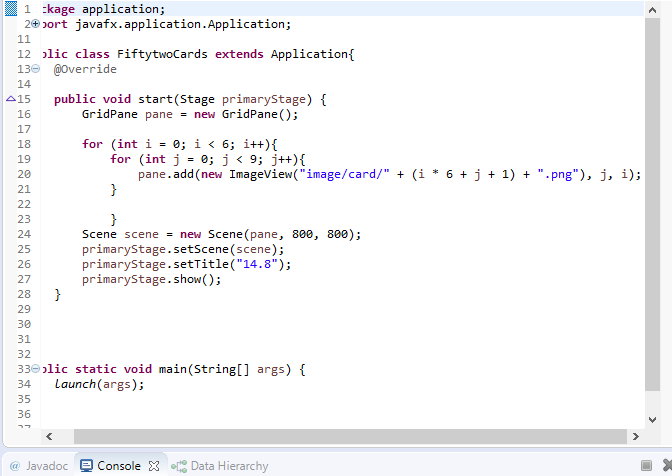 1 ckage application;
2 port javafx.application.Application;
11
12 blic class FiftytwoCards extends Application{
13 @Override
14
15 public void start(Stage primaryStage) {
16 GridPane pane = new GridPane();
17
18 for (int i = 0; i < 6; i++){
19 for (int j = 0; j < 9; j++){
20 pane.add(new ImageView("image/card/" + (i * 6 + j + 1) + ".png"), j, i);
21 }
22
23 }
24 Scene scene = new Scene(pane, 800, 800);
25 primaryStage.setScene(scene);
26 primaryStage.setTitle("14.8");
27 primaryStage.show();
28 }
29
30
31
32
33 blic static void main(String[] args) {
34 launch(args);
35
36
37
@ Javadoc Console Data Hierarchy